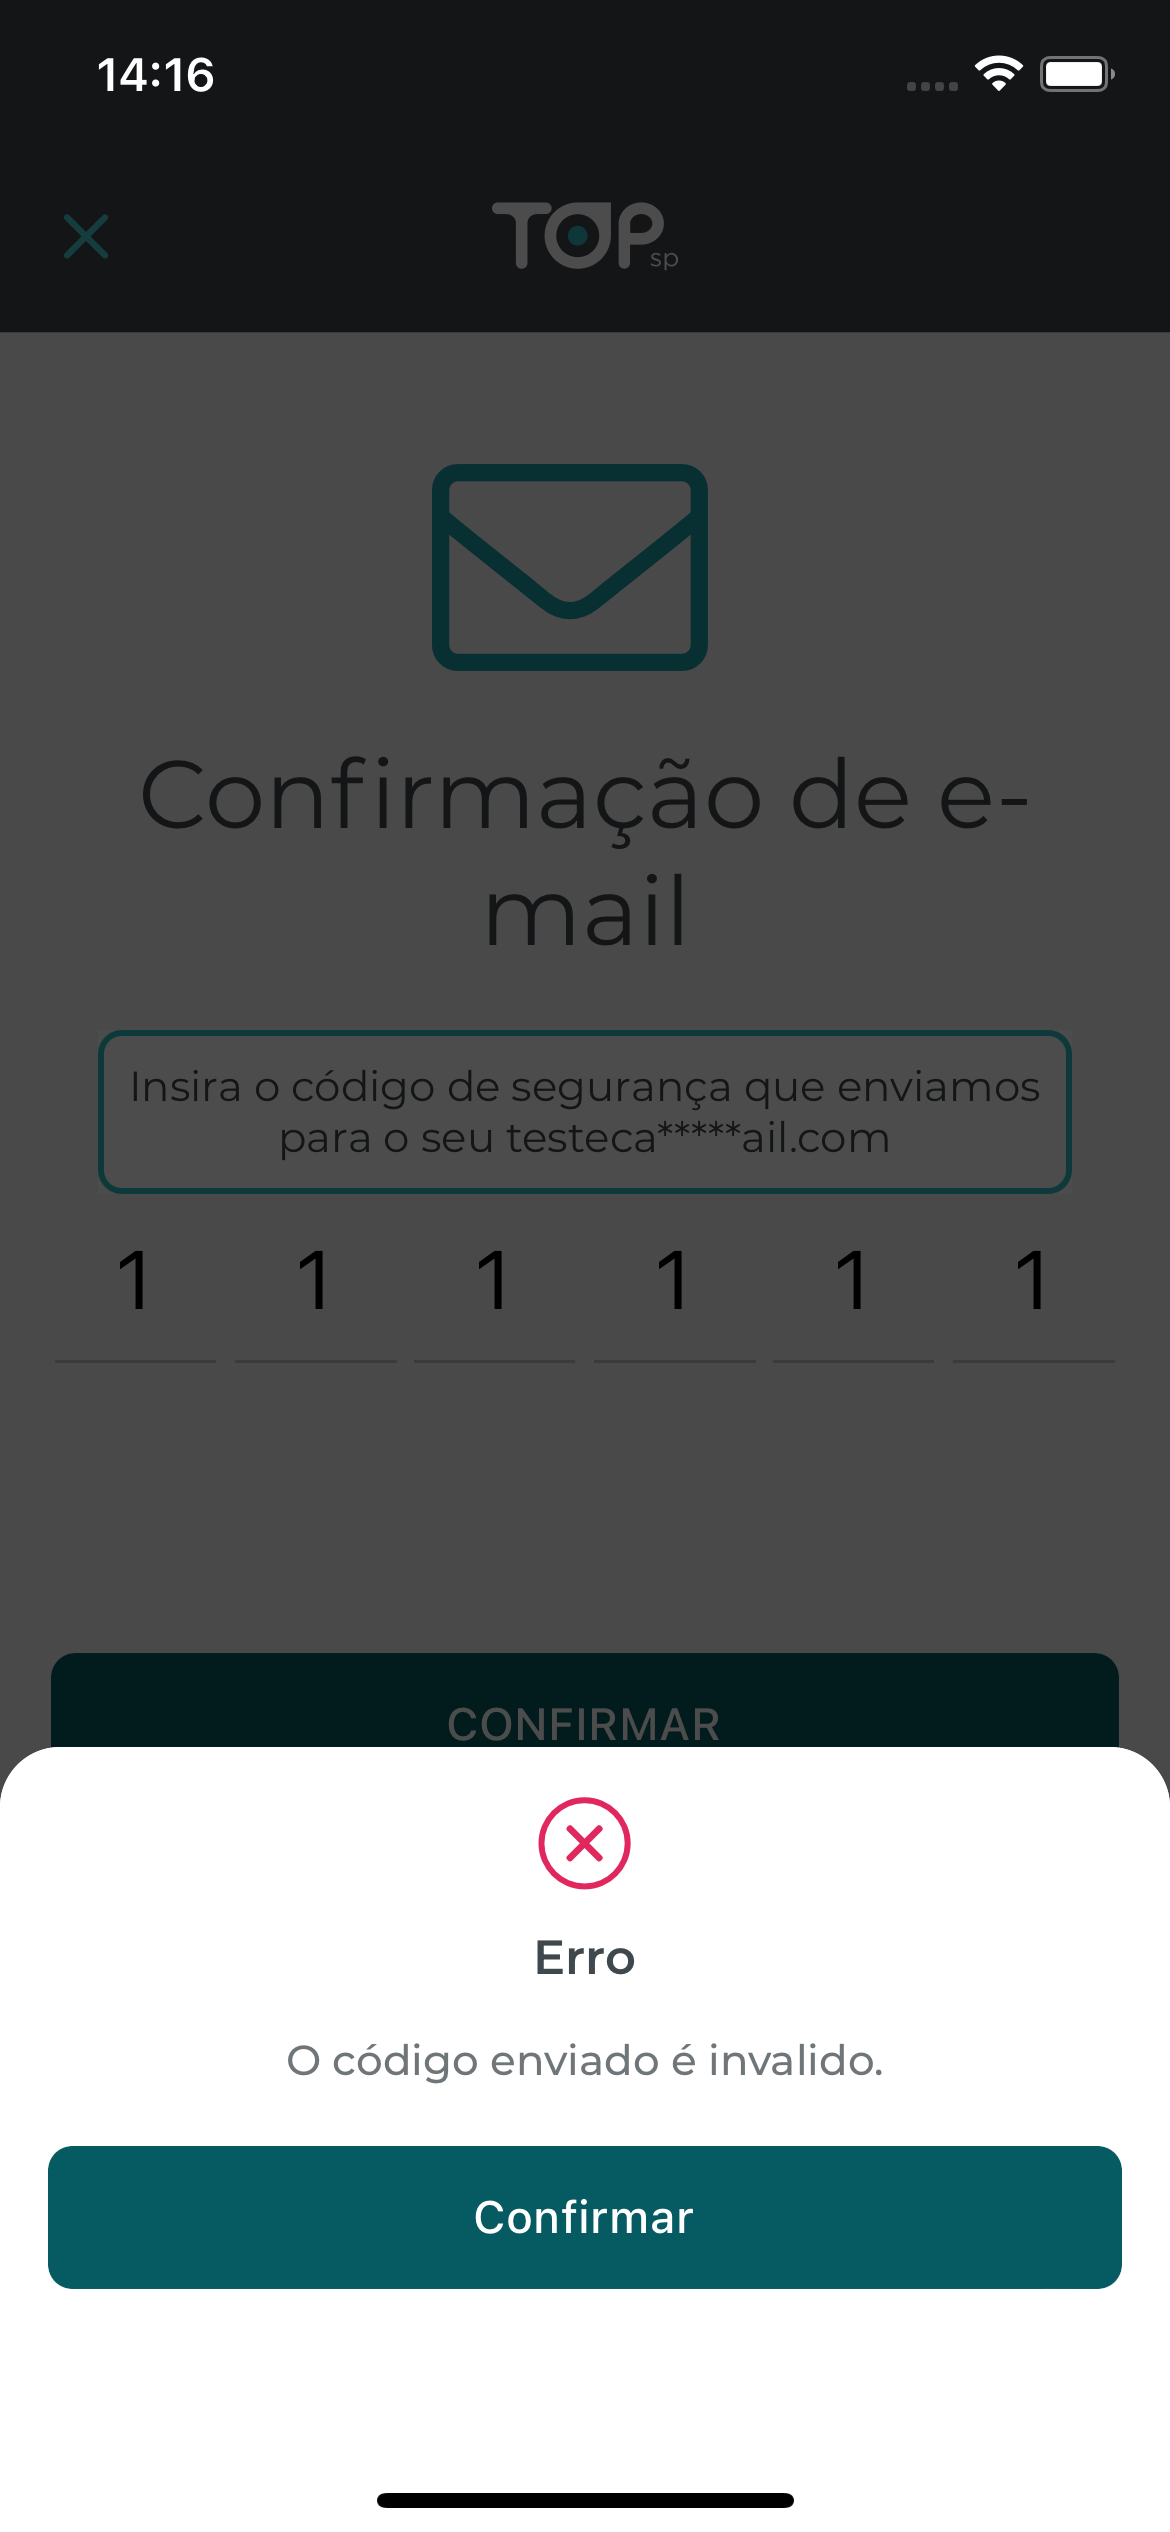 14:16
TOP sp
Confirmação de e-
mail
Insira o código de segurança que enviamos
para o seu testeca*****ail.com
1 1 1 1 1 1
CONFIRMAR
Erro
O código enviado é invalido.
Confirmar